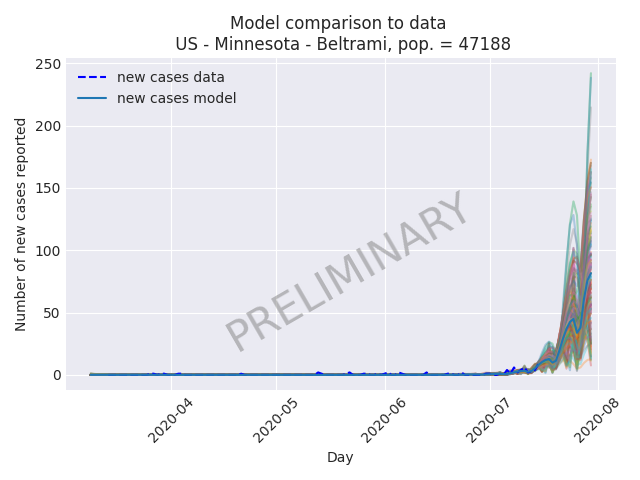 Model comparison to data
US - Minnesota - Beltrami, pop. = 47188
new cases data
new cases model
Number of new cases reported
250
200
150
100
50
0
PRELIMINARY
2020-04
2020-05
2020-06
2020-07
2020-08
Day